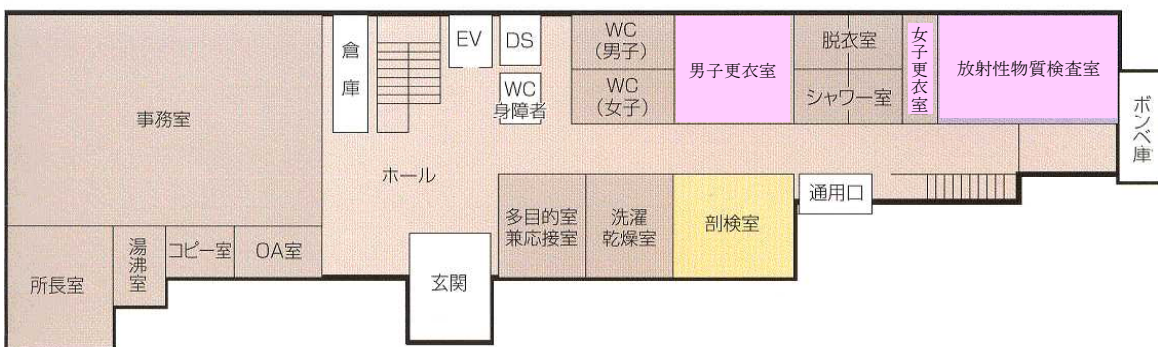 事務室
倉庫
EV
DS
WC
身障者
WC
(男子)
WC
(女子)
男子更衣室
脱衣室
シャワー室
女子更衣室
放射性物質検査室
ボンベ庫
ホール
多目的室
兼応接室
洗濯
乾燥室
剖検室
通用口
所長室
湯沸室
コピー室
OA室
玄関